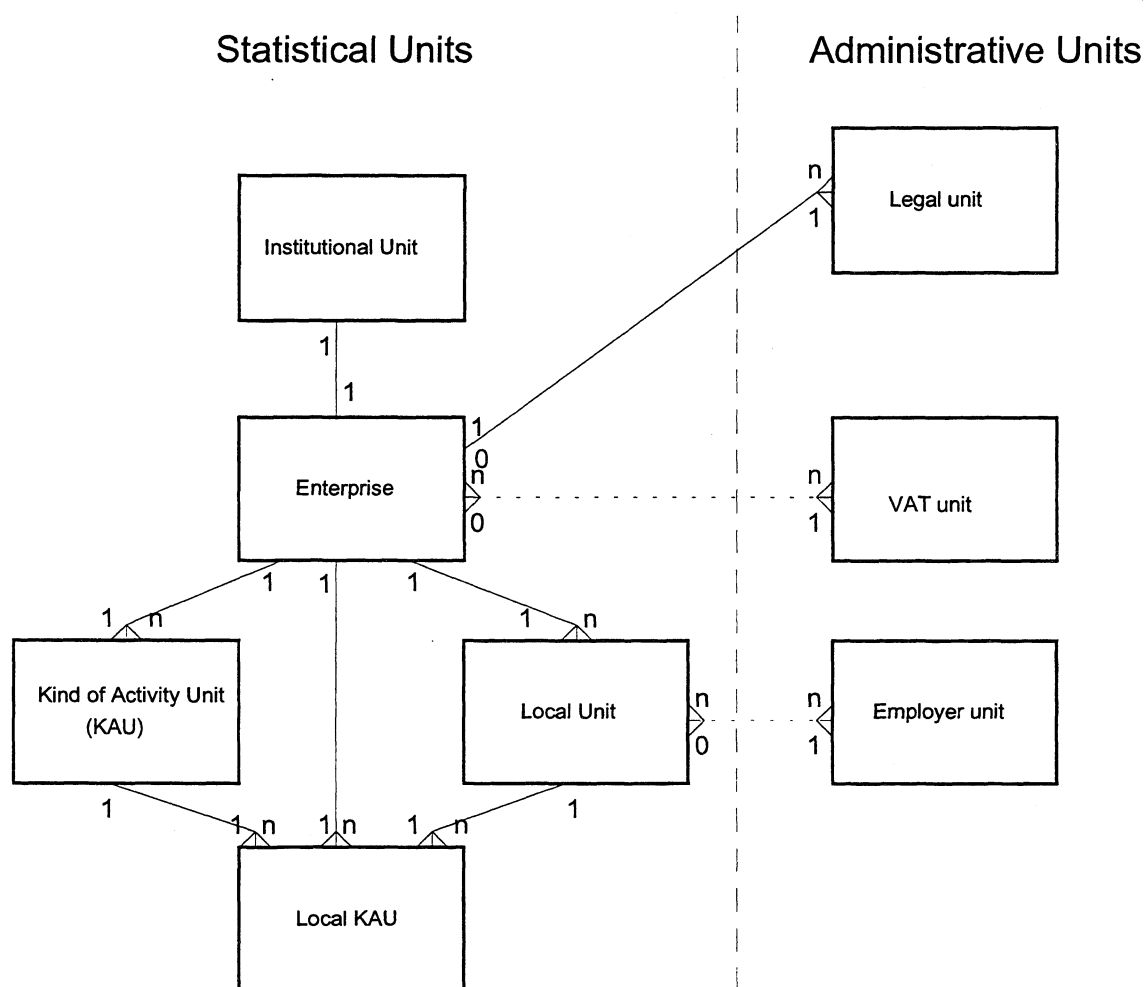 Statistical Units
Administrative Units
n
Legal unit
1
Institutional Unit
1
1
1
0
n
Enterprise
0
n
VAT unit
1
1
1
1
1 n
1 n
Kind of Activity Unit
(KAU)
Local Unit
n
0
n
Employer unit
1
1
1
1 n
1 n
1 n
Local KAU